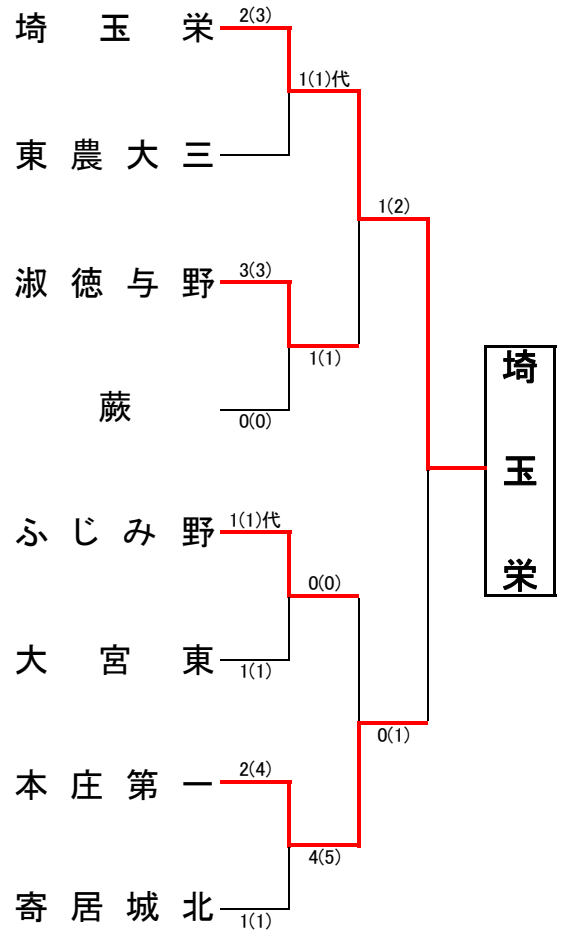 埼玉栄
2(3)
1(1)代
東農大三
1(2)
淑徳与野
3(3)
1(1)
蕨
0(0)
埼玉栄
ふじみ野
1(1)代
0(0)
大宮東
1(1)
0(1)
本庄第一
2(4)
4(5)
寄居城北
1(1)